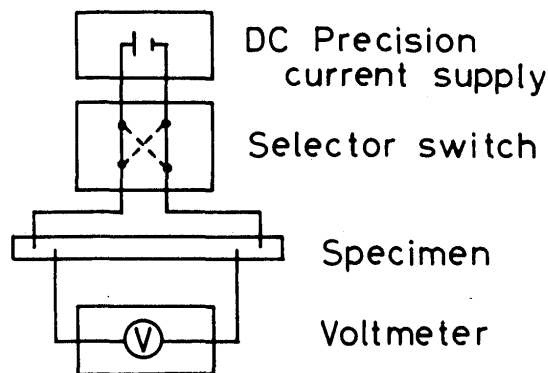 DC Precision
current supply
Selector switch
Specimen
V
Voltmeter